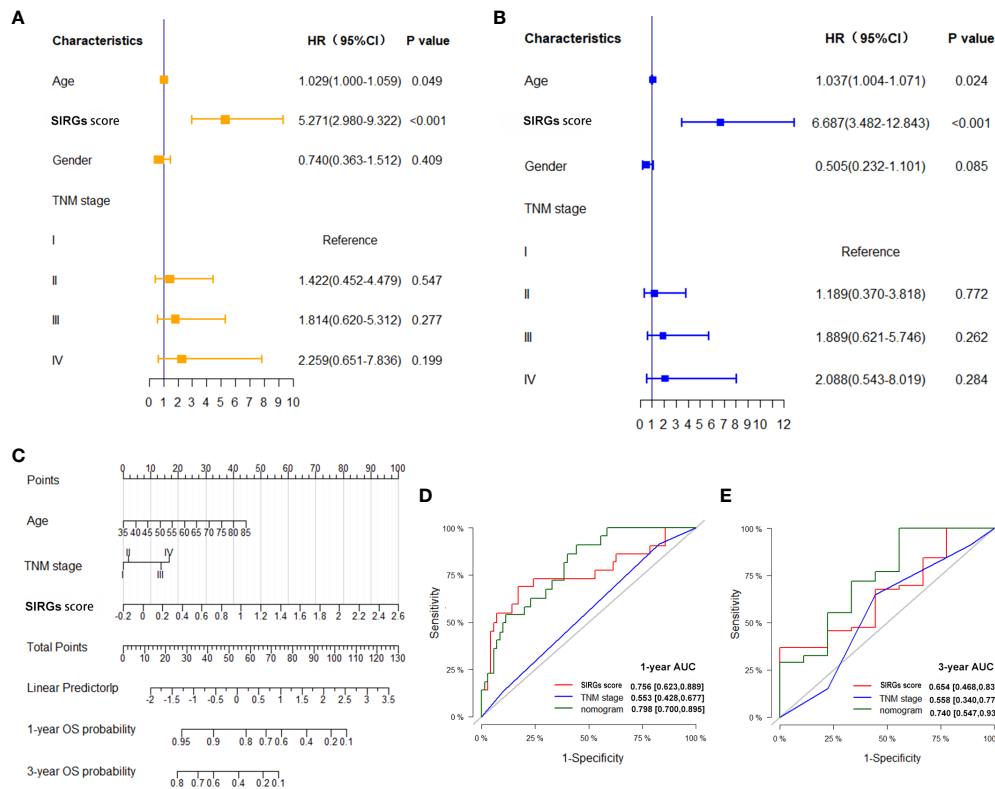 A
Characteristics HR（95%CI） P value
Age 1.029(1.000-1.059) 0.049
SIRGs score 5.271(2.980-9.322) <0.001
Gender 0.740(0.363-1.512) 0.409
TNM stage
Ⅰ Reference
Ⅱ 1.422(0.452-4.479) 0.547
Ⅲ 1.814(0.620-5.312) 0.277
Ⅳ 2.259(0.651-7.836) 0.199
0 1 2 3 4 5 6 7 8 9 10
B
Characteristics HR（95%CI） P value
Age 1.037(1.004-1.071) 0.024
SIRGs score 6.687(3.482-12.843) <0.001
Gender 0.505(0.232-1.101) 0.085
TNM stage
Ⅰ Reference
Ⅱ 1.189(0.370-3.818) 0.772
Ⅲ 1.889(0.621-5.746) 0.262
Ⅳ 2.088(0.543-8.019) 0.284
0 1 2 3 4 5 6 7 8 9 10 12
C
Points 0 10 20 30 40 50 60 70 80 90 100
Age 35 40 45 50 55 60 65 70 75 80 85
II IV
TNM stage
I III
SIRGs score -0.2 0 0.2 0.4 0.6 0.8 1 1.2 1.4 1.6 1.8 2 2.2 2.4 2.6
Total Points 0 10 20 30 40 50 60 70 80 90 100 110 120 130
Linear Predictorlp -2 -1.5 -1 -0.5 0 0.5 1 1.5 2 2.5 3 3.5
1-year OS probability 0.95 0.9 0.8 0.7 0.6 0.4 0.2 0.1
3-year OS probability 0.8 0.7 0.6 0.4 0.2 0.1
D
100 %
75%
50%
25 %
0 %
Sensitivity
1-year AUC
SIRGs score 0.756 [0.623,0.889]
TNM stage 0.553 [0.428,0.677]
nomogram 0.798 [0.700,0.895]
0 % 25% 50% 75% 100 %
1-Specificity
E
100 %
75%
50%
25 %
0 %
Sensitivity
3-year AUC
SIRGs score 0.654 [0.468,0.83
TNM stage 0.558 [0.340,0.77
nomogram 0.740 [0.547,0.93
0 % 25 % 50% 75 % 100 %
1-Specificity